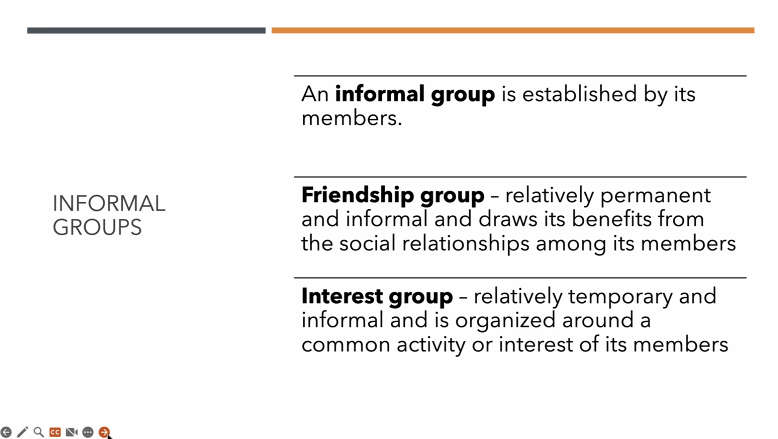 INFORMAL
GROUPS
An informal group is established by its
members.
Friendship group – relatively permanent
and informal and draws its benefits from
the social relationships among its members
Interest group – relatively temporary and
informal and is organized around a
common activity or interest of its members
CC